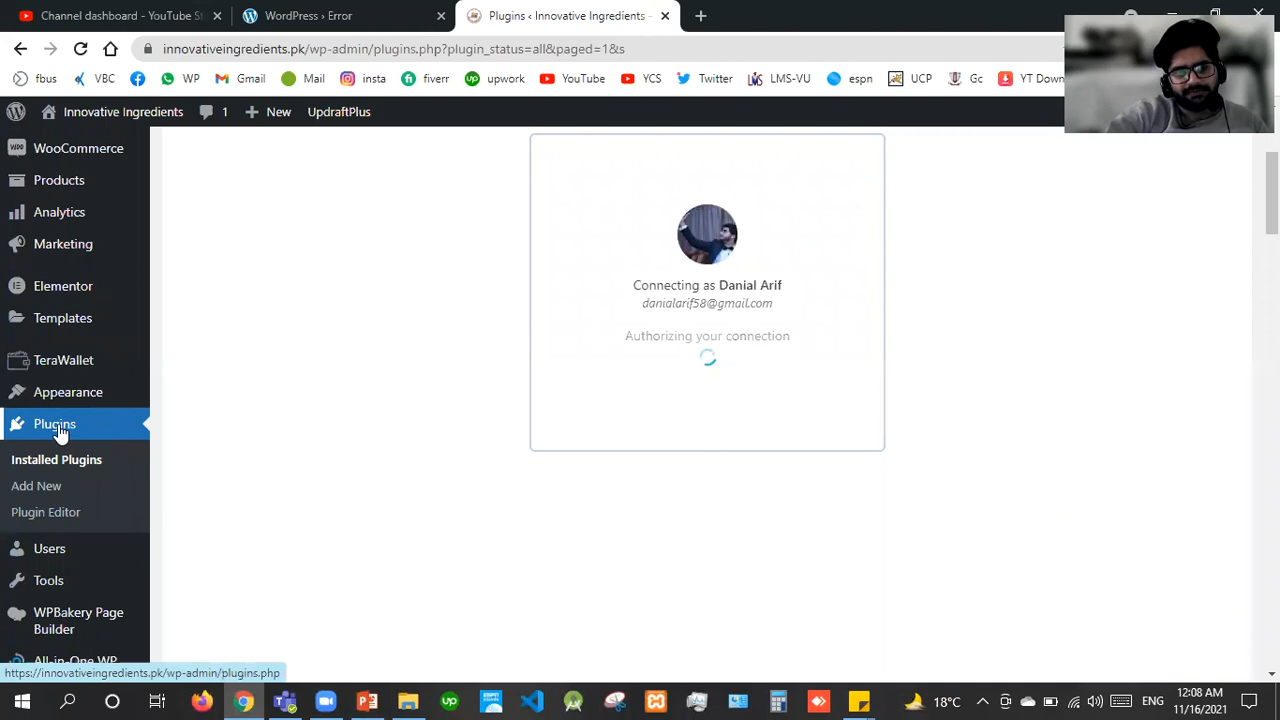 Channel dashboard - YouTube St
WordPress › Error
Plugins ‹ Innovative Ingredients —
innovativeingredients.pk/wp-admin/plugins.php?plugin_status=all&paged=1&s
fbus
VBC
WP
Gmail
Mail
insta
fiverr
upwork
YouTube
YCS
Twitter
LMS-VU
espn
UCP
Gc
YT Down
Innovative Ingredients
1
New
UpdraftPlus
WooCommerce
Products
Analytics
Marketing
Elementor
Templates
TeraWallet
Appearance
Plugins
Installed Plugins
Add New
Plugin Editor
Users
Tools
WPBakery Page
Builder
All-in-One WP
Connecting as Danial Arif
danialarif58@gmail.com
Authorizing your connection
https://innovativeingredients.pk/wp-admin/plugins.php
18°C
ENG
12:08 AM
11/16/2021